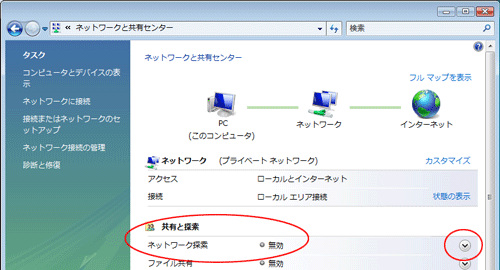 « ネットワークと共有センター
検索
タスク
コンピュータとデバイスの表
示
ネットワークに接続
接続またはネットワークのセ
ットアップ
ネットワーク接続の管理
診断と修復
ネットワークと共有センター
フル マップを表示
PC
(このコンピュータ)
ネットワーク
インターネット
ネットワーク (プライベート ネットワーク) カスタマイズ
アクセス ローカルとインターネット
接続 ローカル エリア接続 状態の表示
共有と探索
ネットワーク探索 無効
ファイル共有 無効